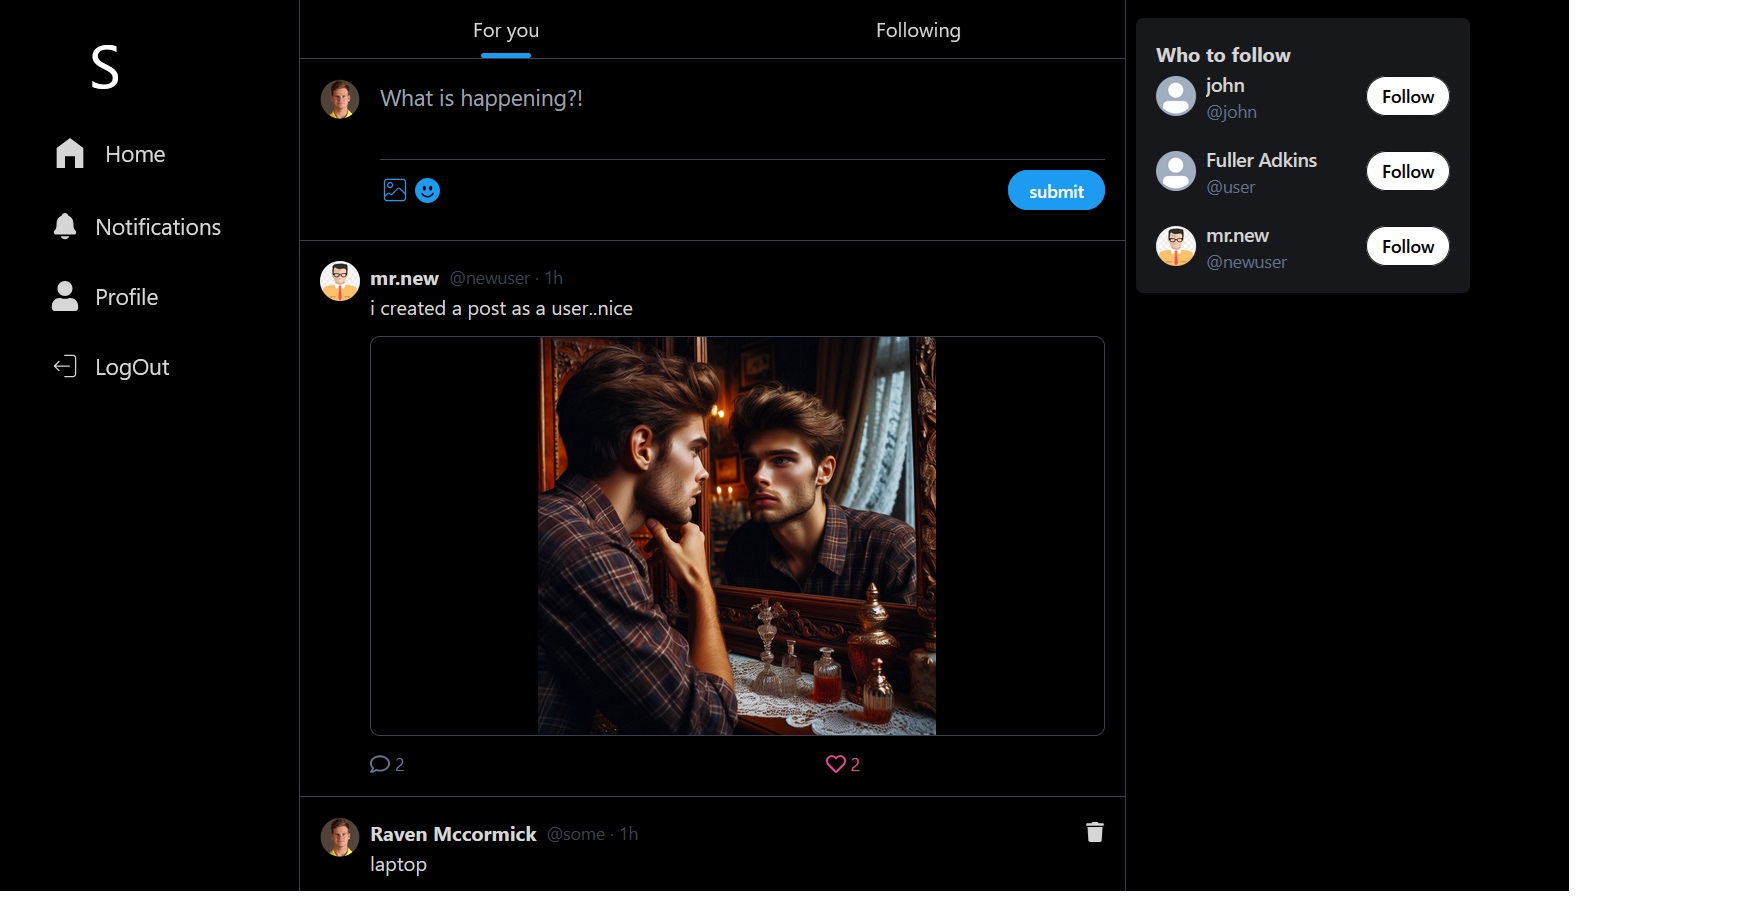 S
Home
Notifications
Profile
LogOut
For you
Following
What is happening?!
submit
mr.new @newuser · 1h
i created a post as a user..nice
2
2
Raven Mccormick @some · 1h
laptop
Who to follow
john
@john
Follow
Fuller Adkins
@user
Follow
mr.new
@newuser
Follow